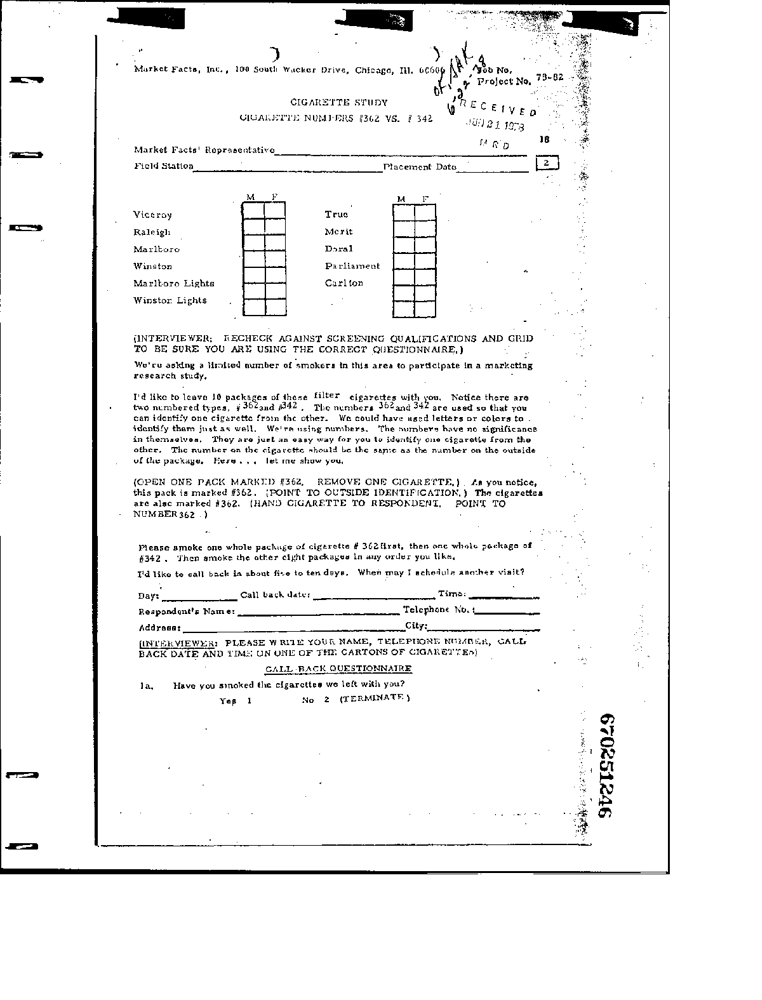 Market Facts, Inc., 100 South Wacker Drive, Chicago, Ill. 60606
Job No.
Project No. 78-82
CIGARETTE STUDY
CIGARETTE NUMBERS #362 VS. # 342
RECEIVED
JUN 21 1978
M R D
18
Market Facts' Representative
Field Station Placement Date 2
M F M F
Viceroy True
Raleigh Merit
Marlboro Doral
Winston Parliament
Marlboro Lights Carlton
Winston Lights
(INTERVIEWER: RECHECK AGAINST SCREENING QUALIFICATIONS AND GRID
TO BE SURE YOU ARE USING THE CORRECT QUESTIONNAIRE.)
We're asking a limited number of smokers in this area to participate in a marketing
research study.
I'd like to leave 10 packages of these filter cigarettes with you. Notice there are
two numbered types, #362 and #342. The numbers 362 and 342 are used so that you
can identify one cigarette from the other. We could have used letters or colors to
identify them just as well. We're using numbers. The numbers have no significance
in themselves. They are just an easy way for you to identify one cigarette from the
other. The number on the cigarette should be the same as the number on the outside
of the package. Here . . . let me show you.
(OPEN ONE PACK MARKED #362. REMOVE ONE CIGARETTE.) As you notice,
this pack is marked #362. (POINT TO OUTSIDE IDENTIFICATION.) The cigarettes
are also marked #362. (HAND CIGARETTE TO RESPONDENT. POINT TO
NUMBER 362.)
Please smoke one whole package of cigarette # 362 first, then one whole package of
#342. Then smoke the other eight packages in any order you like.
I'd like to call back in about five to ten days. When may I schedule another visit?
Day: Call back date: Time:
Respondent's Name: Telephone No.:
Address: City:
(INTERVIEWER: PLEASE WRITE YOUR NAME, TELEPHONE NUMBER, CALL
BACK DATE AND TIME ON ONE OF THE CARTONS OF CIGARETTES)
CALL-BACK QUESTIONNAIRE
1a. Have you smoked the cigarettes we left with you?
Yes 1 No 2 (TERMINATE)
670251246